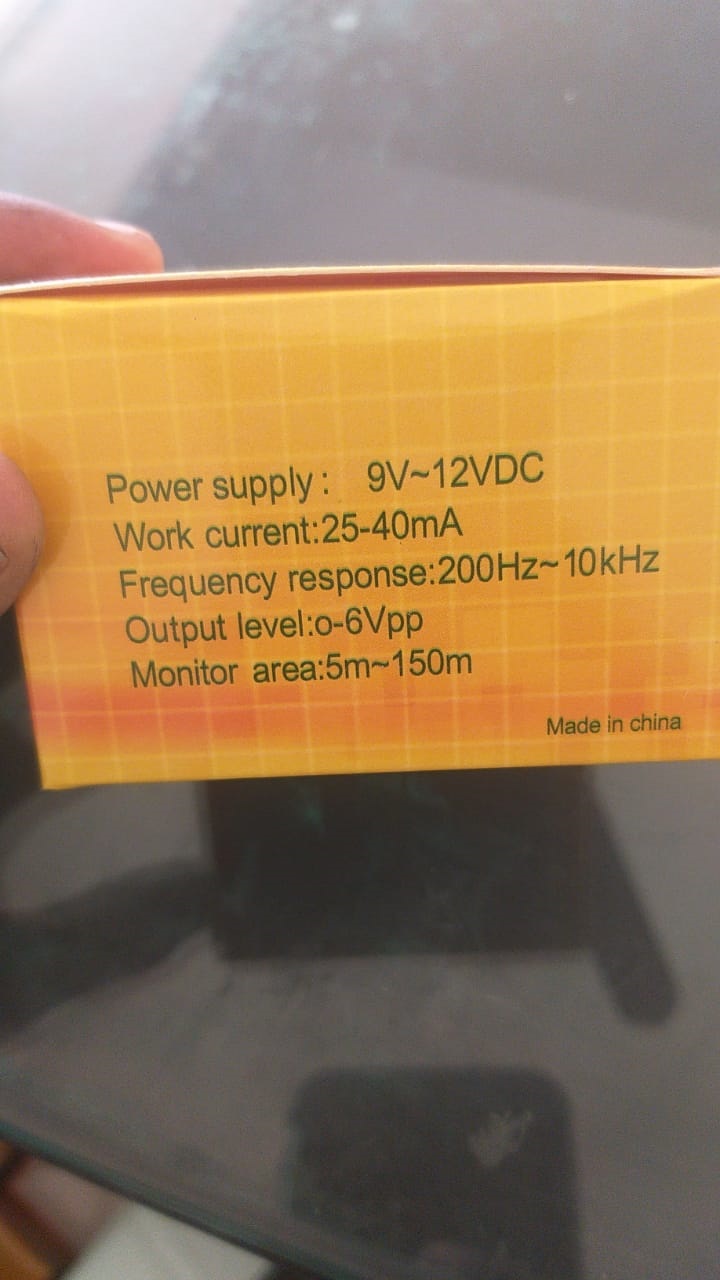 Power supply: 9V~12VDC
Work current:25-40mA
Frequency response:200Hz~10kHz
Output level:o-6Vpp
Monitor area:5m~150m
Made in china